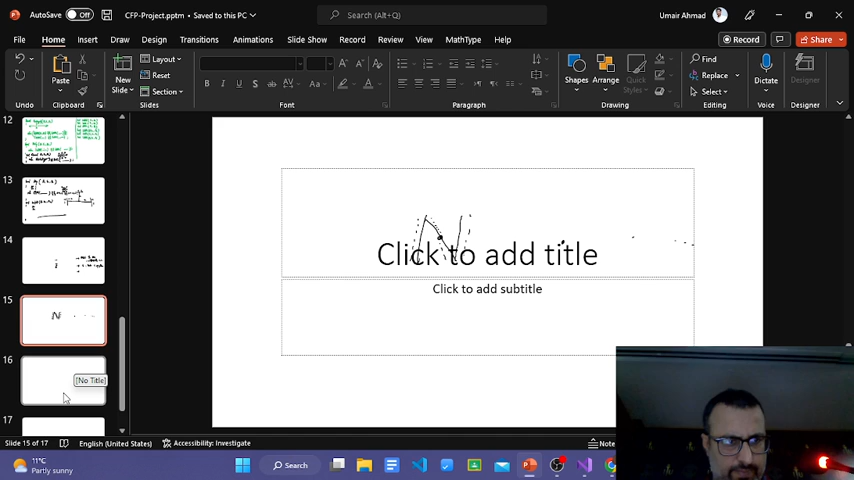 AutoSave Off CFP-Project.pptm • Saved to this PC Search (Alt+Q) Umair Ahmad
File Home Insert Draw Design Transitions Animations Slide Show Record Review View MathType Help Record Share
Paste New Slide Layout Reset Section B U S ab Aa A Shapes Arrange Quick Styles Find Replace Select Dictate Designer
Undo Clipboard Slides Font Paragraph Drawing Editing Voice Designer
12
13
14
15
N
16
[No Title]
17
N
Click to add title
Click to add subtitle
Slide 15 of 17 English (United States) Accessibility: Investigate Note
11°C
Partly sunny
Search